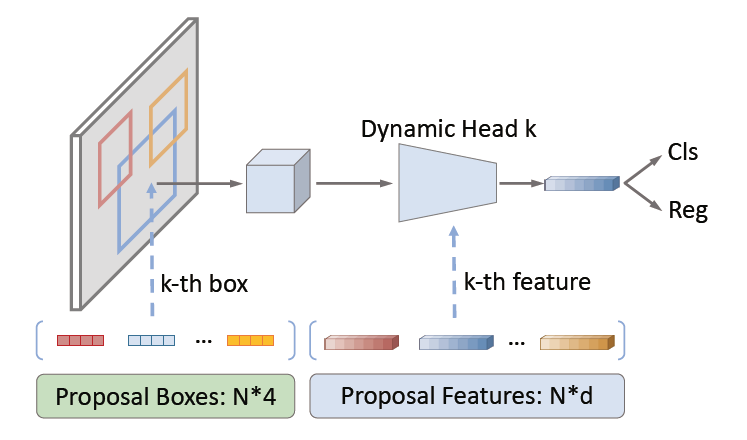 Dynamic Head k
Cls
Reg
k-th box
k-th feature
...
...
Proposal Boxes: N*4
Proposal Features: N*d